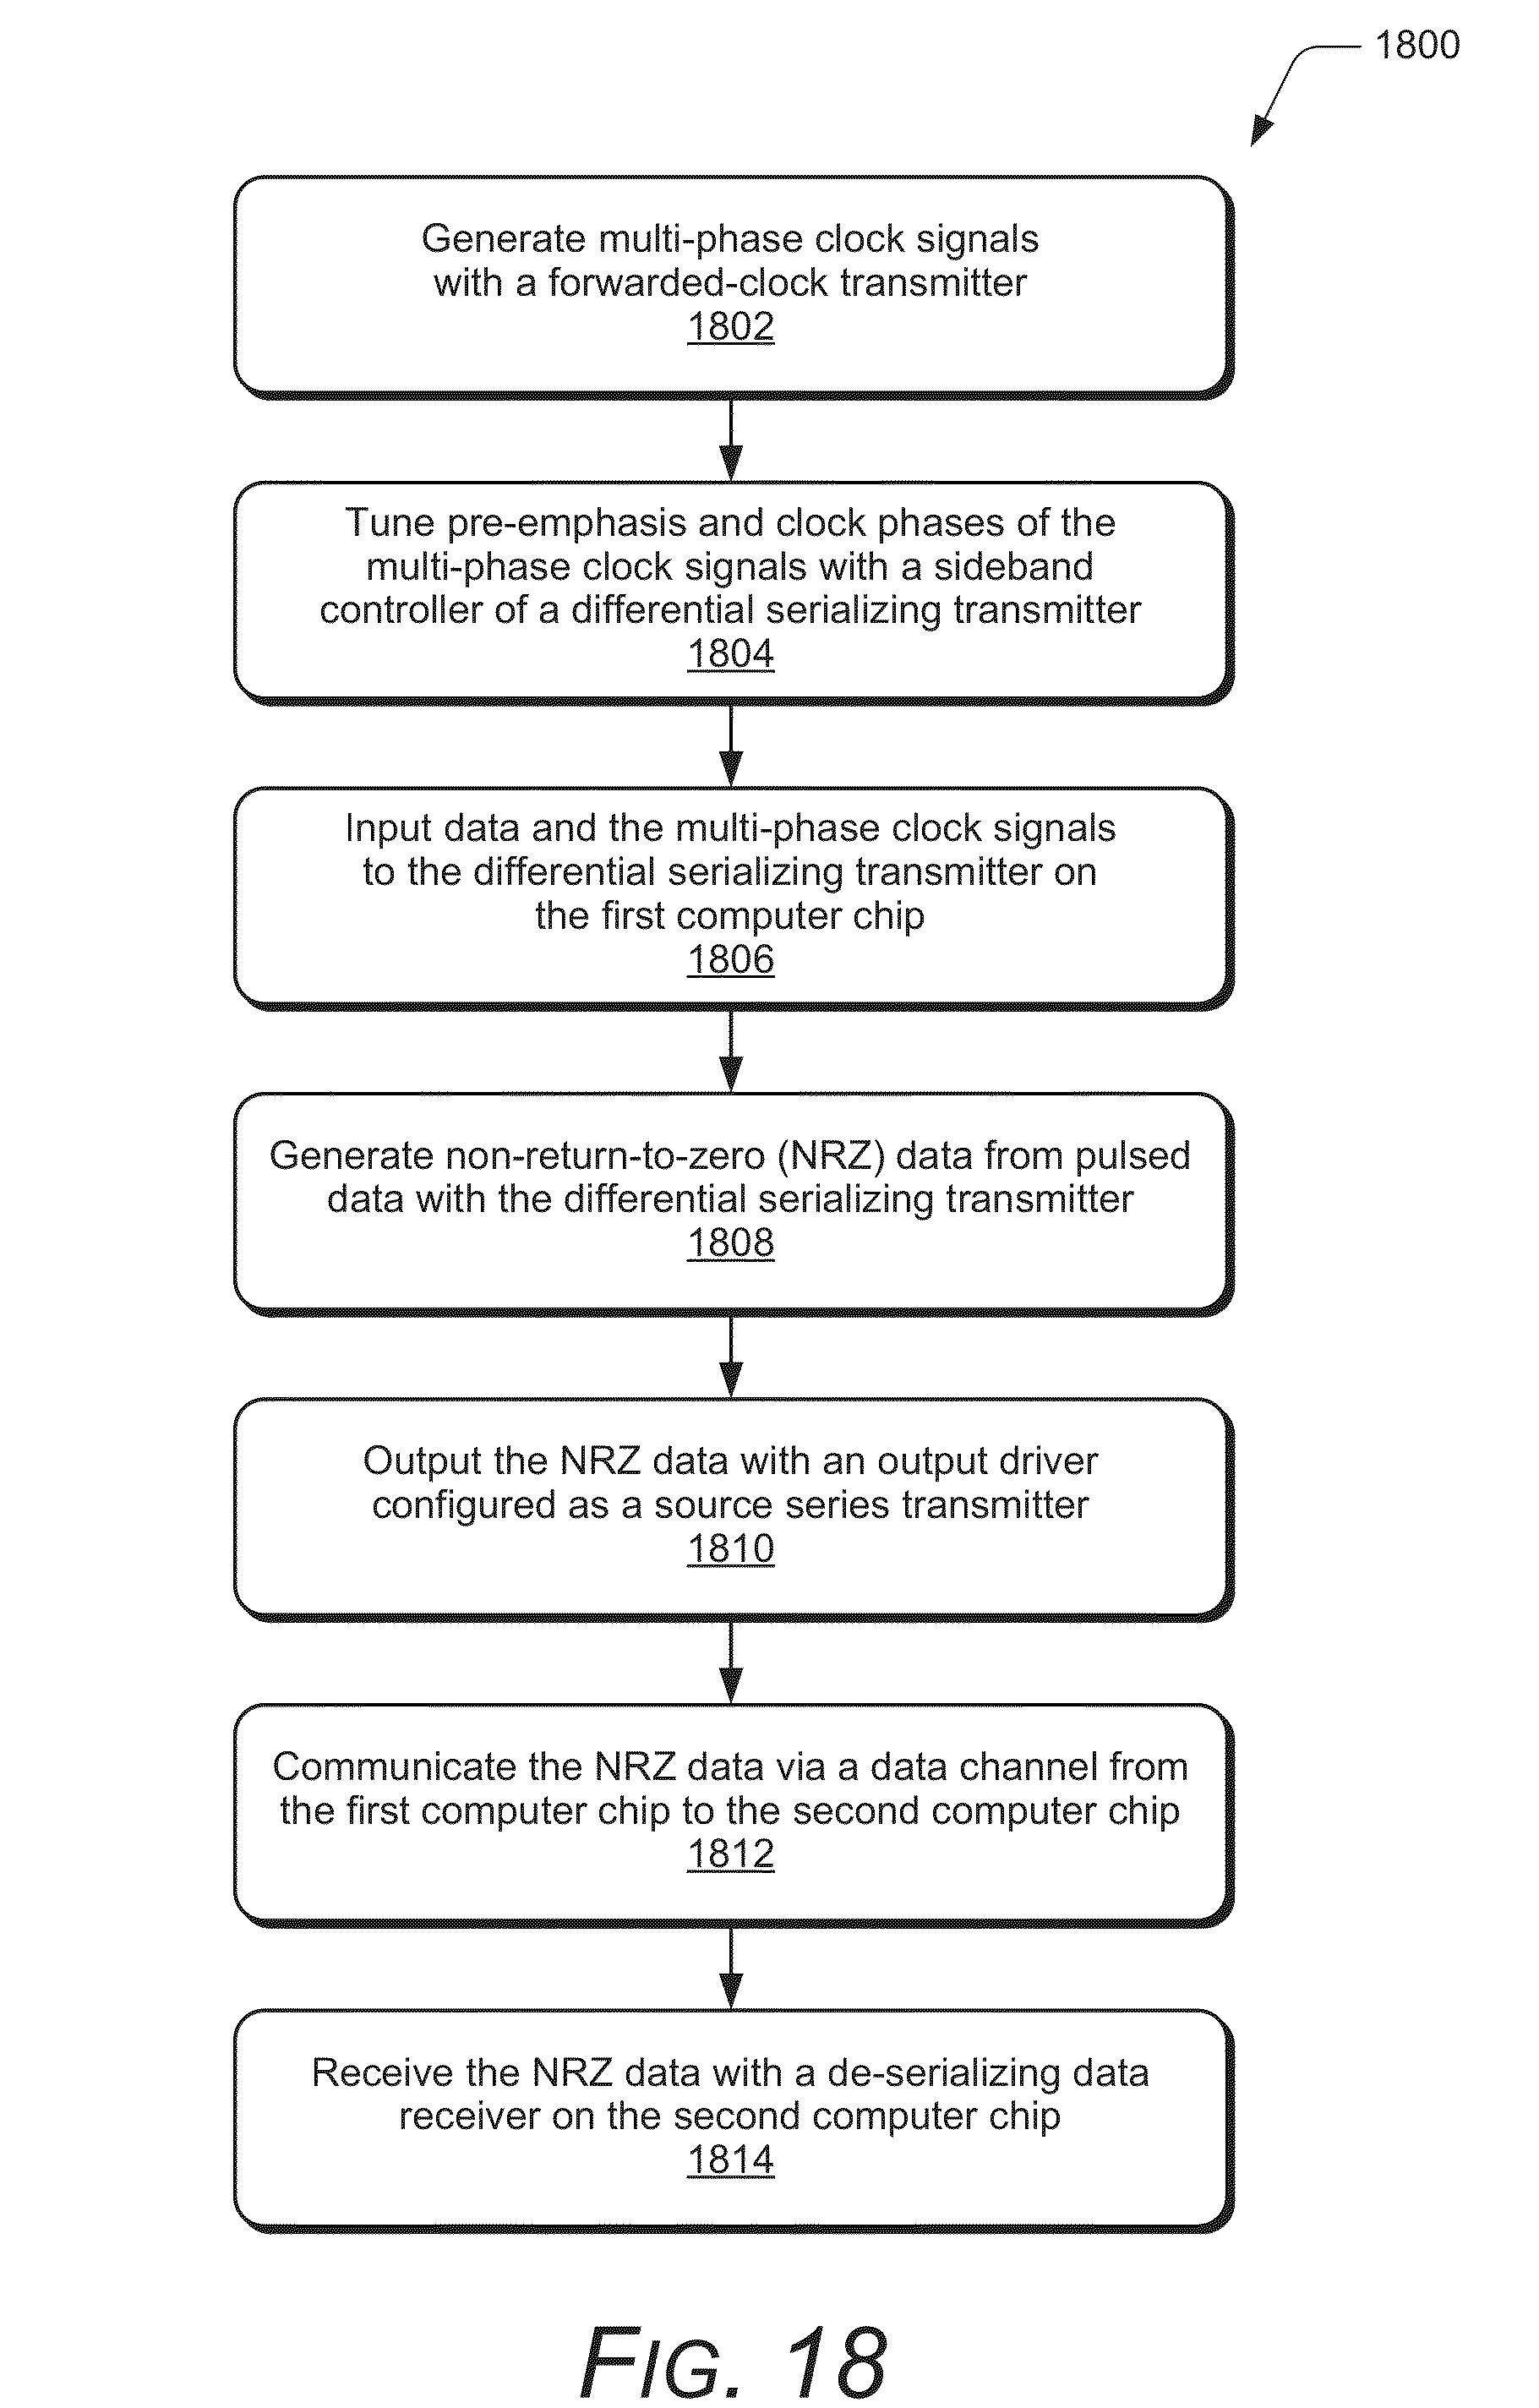 1800
Generate multi-phase clock signals
with a forwarded-clock transmitter
1802
Tune pre-emphasis and clock phases of the
multi-phase clock signals with a sideband
controller of a differential serializing transmitter
1804
Input data and the multi-phase clock signals
to the differential serializing transmitter on
the first computer chip
1806
Generate non-return-to-zero (NRZ) data from pulsed
data with the differential serializing transmitter
1808
Output the NRZ data with an output driver
configured as a source series transmitter
1810
Communicate the NRZ data via a data channel from
the first computer chip to the second computer chip
1812
Receive the NRZ data with a de-serializing data
receiver on the second computer chip
1814
FIG. 18